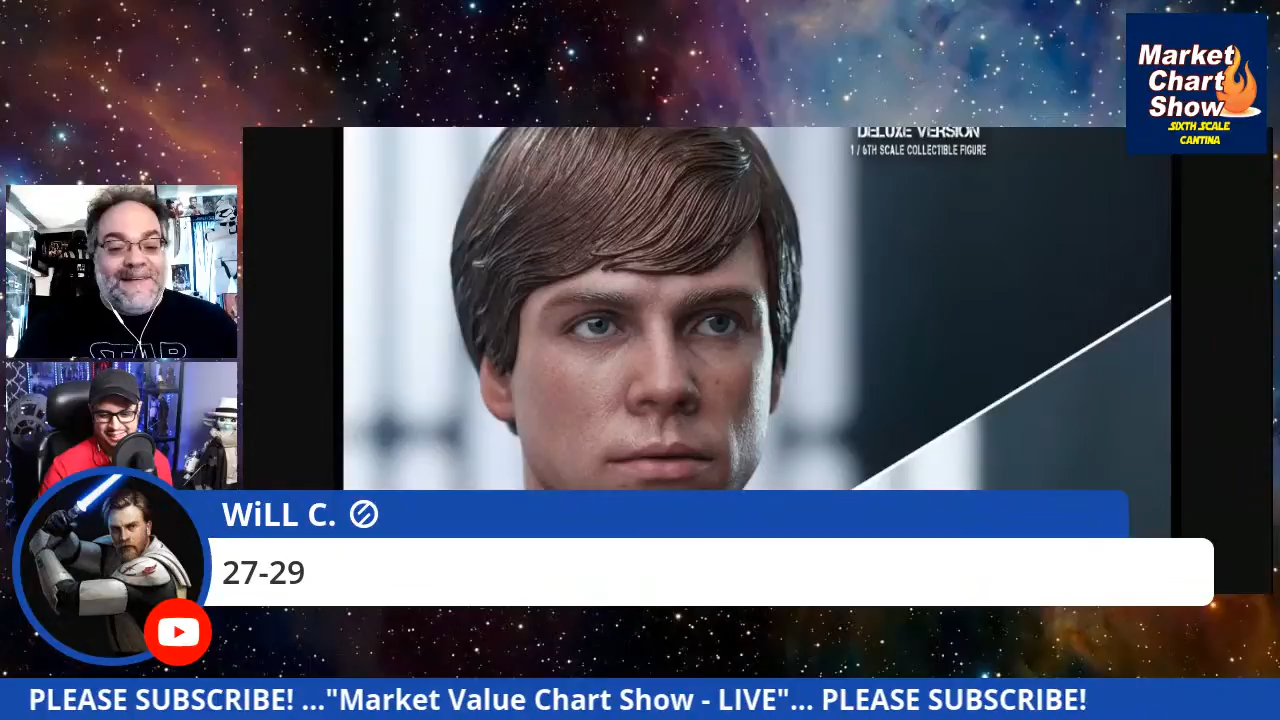 Market
Chart
Show
SIXTH SCALE
CANTINA
DELUXE VERSION
1 / 6TH SCALE COLLECTIBLE FIGURE
STAR
WiLL C.
27-29
PLEASE SUBSCRIBE! ..."Market Value Chart Show - LIVE"... PLEASE SUBSCRIBE!